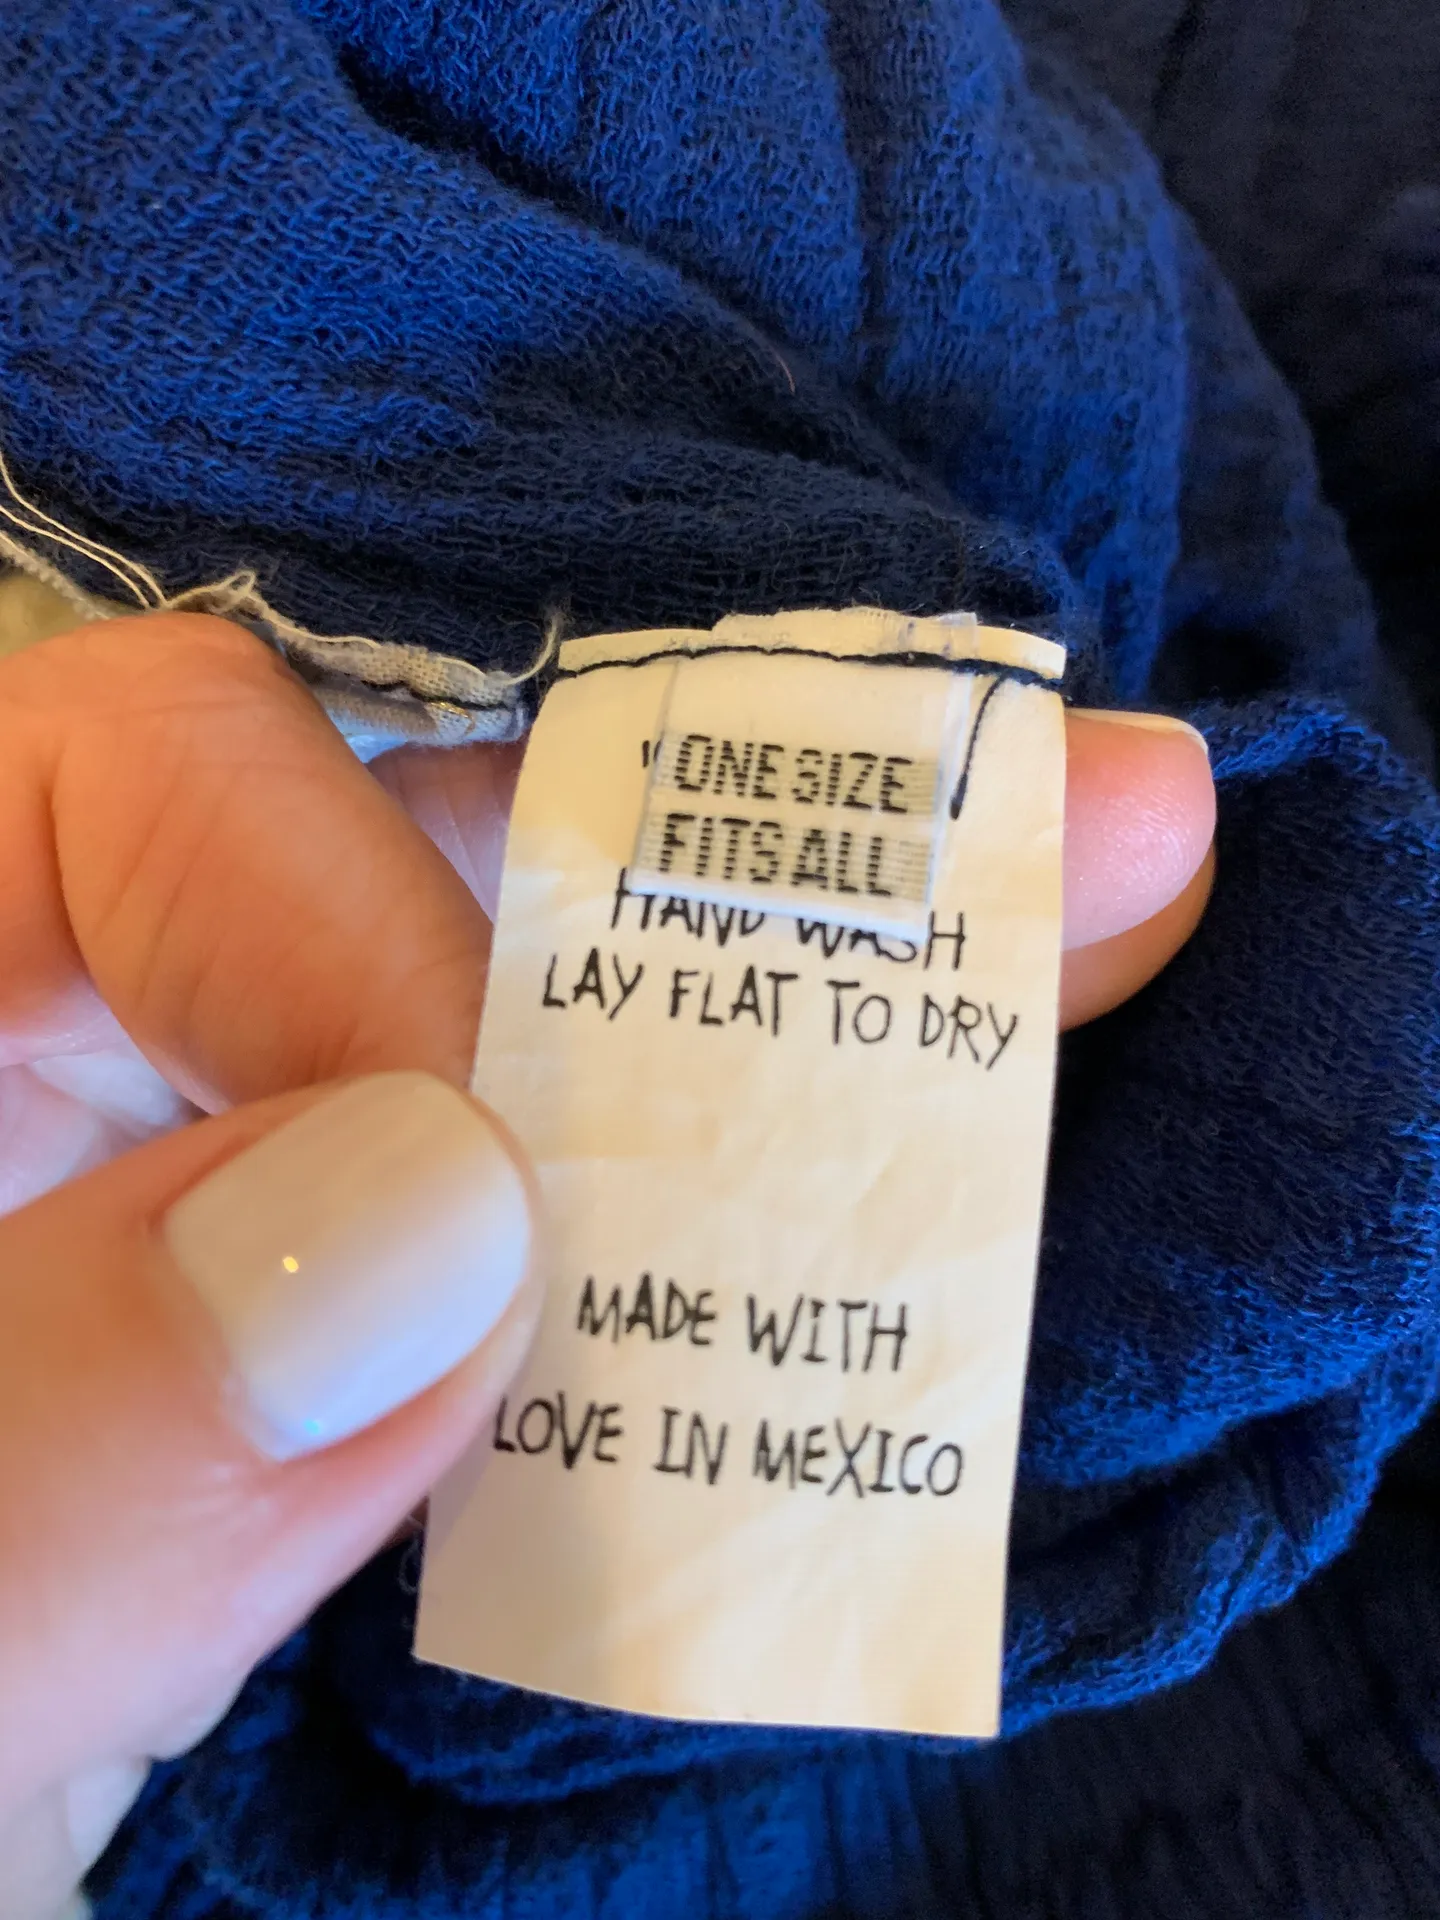 ONE SIZE
FITS ALL
HAND WASH
LAY FLAT TO DRY
MADE WITH
LOVE IN MEXICO